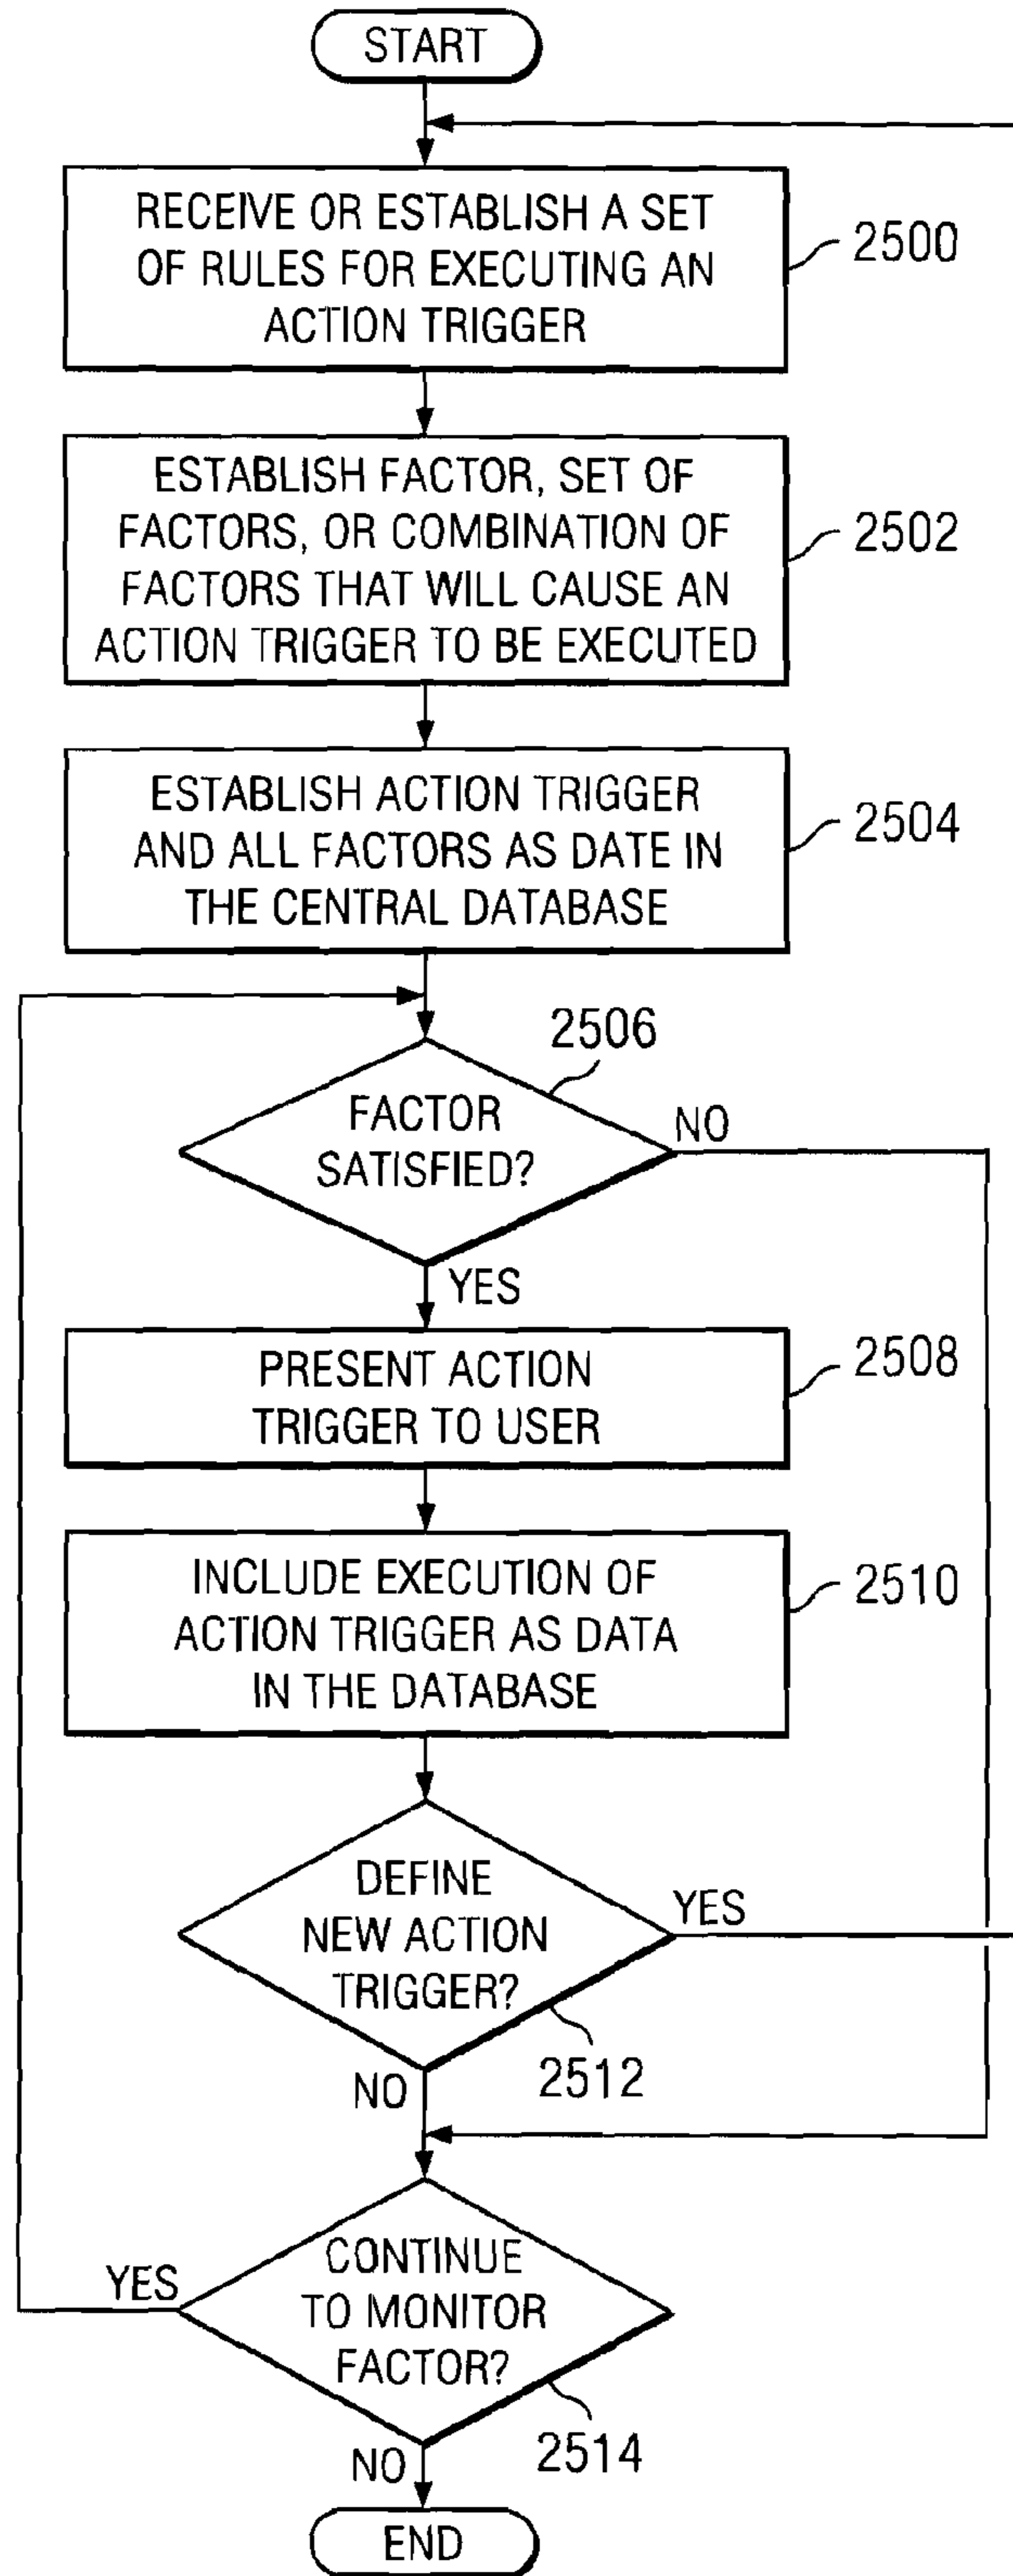 START
RECEIVE OR ESTABLISH A SET
OF RULES FOR EXECUTING AN
ACTION TRIGGER
2500
ESTABLISH FACTOR, SET OF
FACTORS, OR COMBINATION OF
FACTORS THAT WILL CAUSE AN
ACTION TRIGGER TO BE EXECUTED
2502
ESTABLISH ACTION TRIGGER
AND ALL FACTORS AS DATE IN
THE CENTRAL DATABASE
2504
2506
FACTOR
SATISFIED?
NO
YES
PRESENT ACTION
TRIGGER TO USER
2508
INCLUDE EXECUTION OF
ACTION TRIGGER AS DATA
IN THE DATABASE
2510
DEFINE
NEW ACTION
TRIGGER?
YES
2512
NO
CONTINUE
TO MONITOR
FACTOR?
YES
2514
NO
END